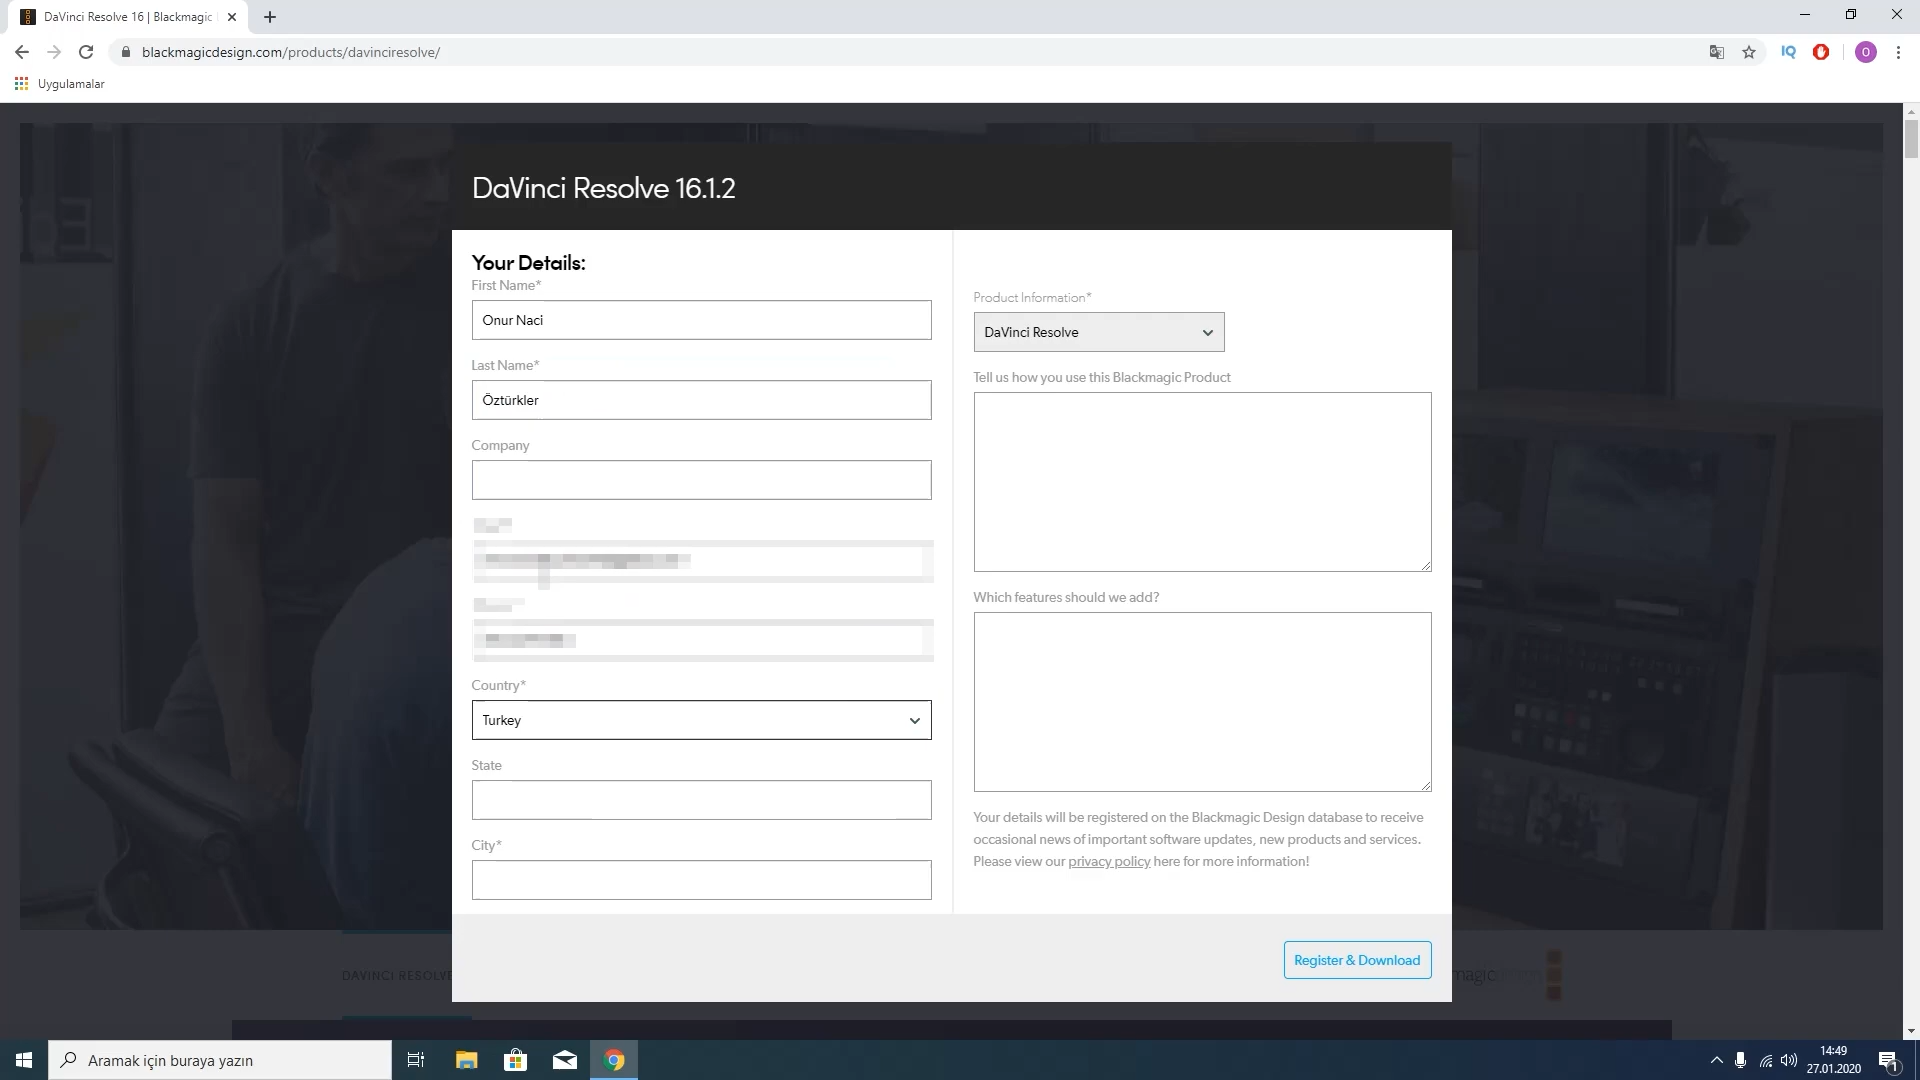 DaVinci Resolve 16 | Blackmagic
blackmagicdesign.com/products/davinciresolve/
IQ
O
Uygulamalar
DaVinci Resolve 16.1.2
Your Details:
First Name*
Onur Naci
Last Name*
Öztürkler
Company
Country*
Turkey
State
City*
Product Information*
DaVinci Resolve
Tell us how you use this Blackmagic Product
Which features should we add?
Your details will be registered on the Blackmagic Design database to receive
occasional news of important software updates, new products and services.
Please view our privacy policy here for more information!
Register & Download
DAVINCI RESOLVE
magic
Aramak için buraya yazın
14:49
27.01.2020
1